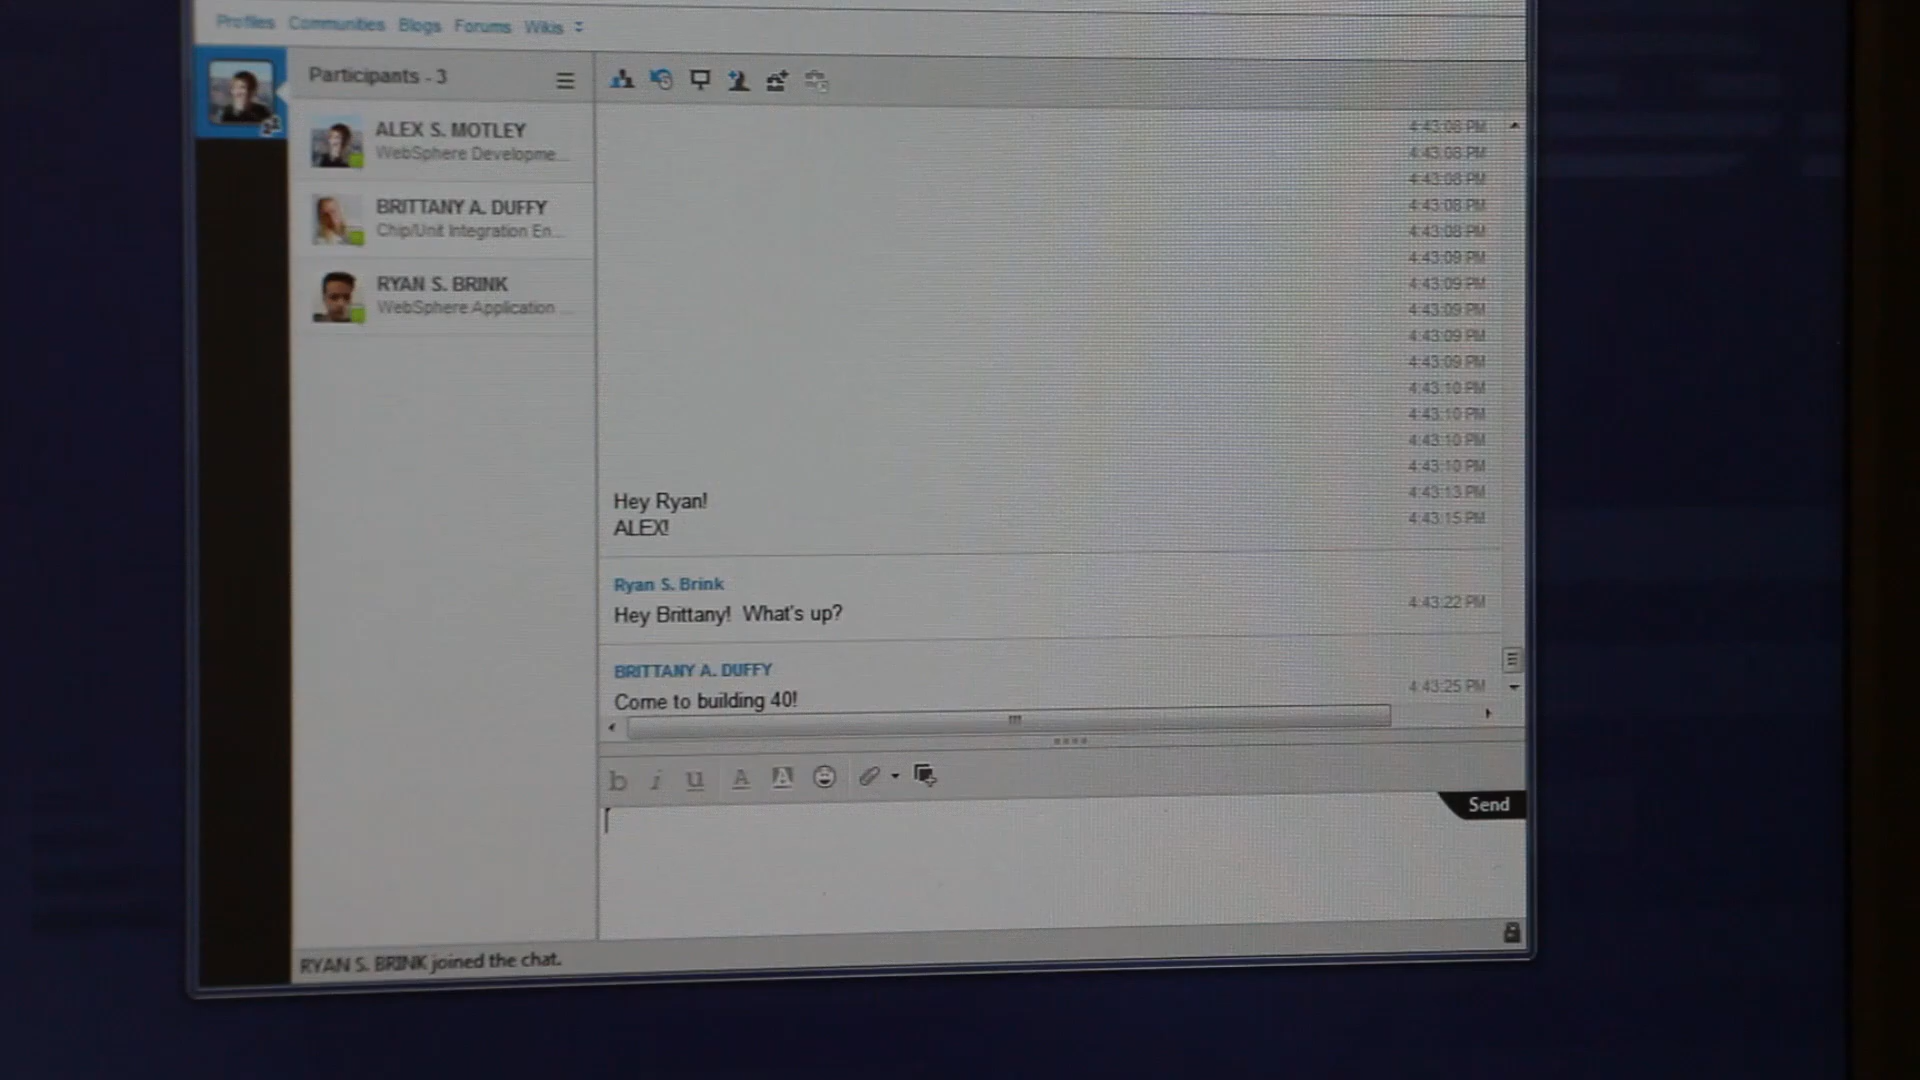 Profiles Communities Blogs Forums Wikis
Participants - 3
ALEX S. MOTLEY
WebSphere Developme...
BRITTANY A. DUFFY
Chip/Unit Integration En...
RYAN S. BRINK
WebSphere Application ...
4:43:08 PM
4:43:08 PM
4:43:08 PM
4:43:08 PM
4:43:08 PM
4:43:09 PM
4:43:09 PM
4:43:09 PM
4:43:09 PM
4:43:09 PM
4:43:10 PM
4:43:10 PM
4:43:10 PM
4:43:10 PM
Hey Ryan! 4:43:13 PM
ALEX! 4:43:15 PM
Ryan S. Brink
Hey Brittany! What's up? 4:43:22 PM
BRITTANY A. DUFFY
Come to building 40! 4:43:25 PM
b i u A A
Send
RYAN S. BRINK joined the chat.